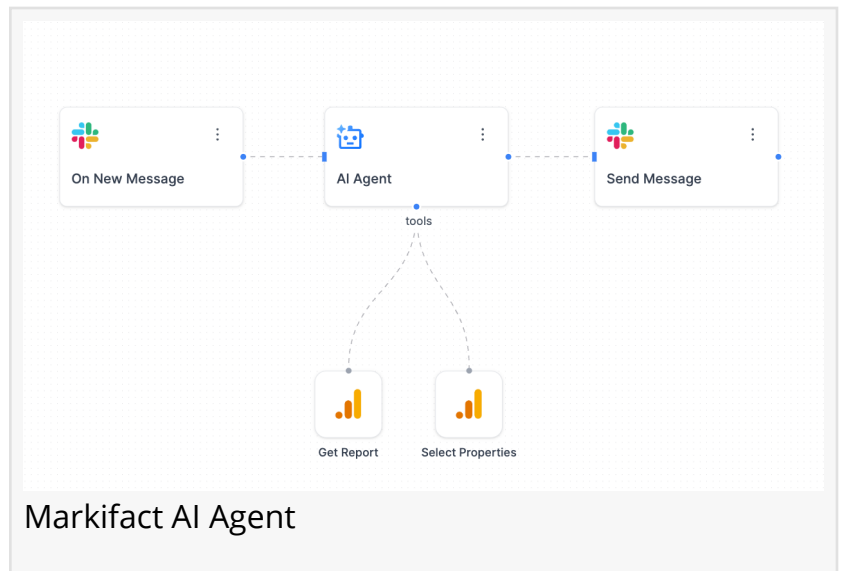 On New Message
AI Agent
Send Message
tools
Get Report
Select Properties
Markifact AI Agent